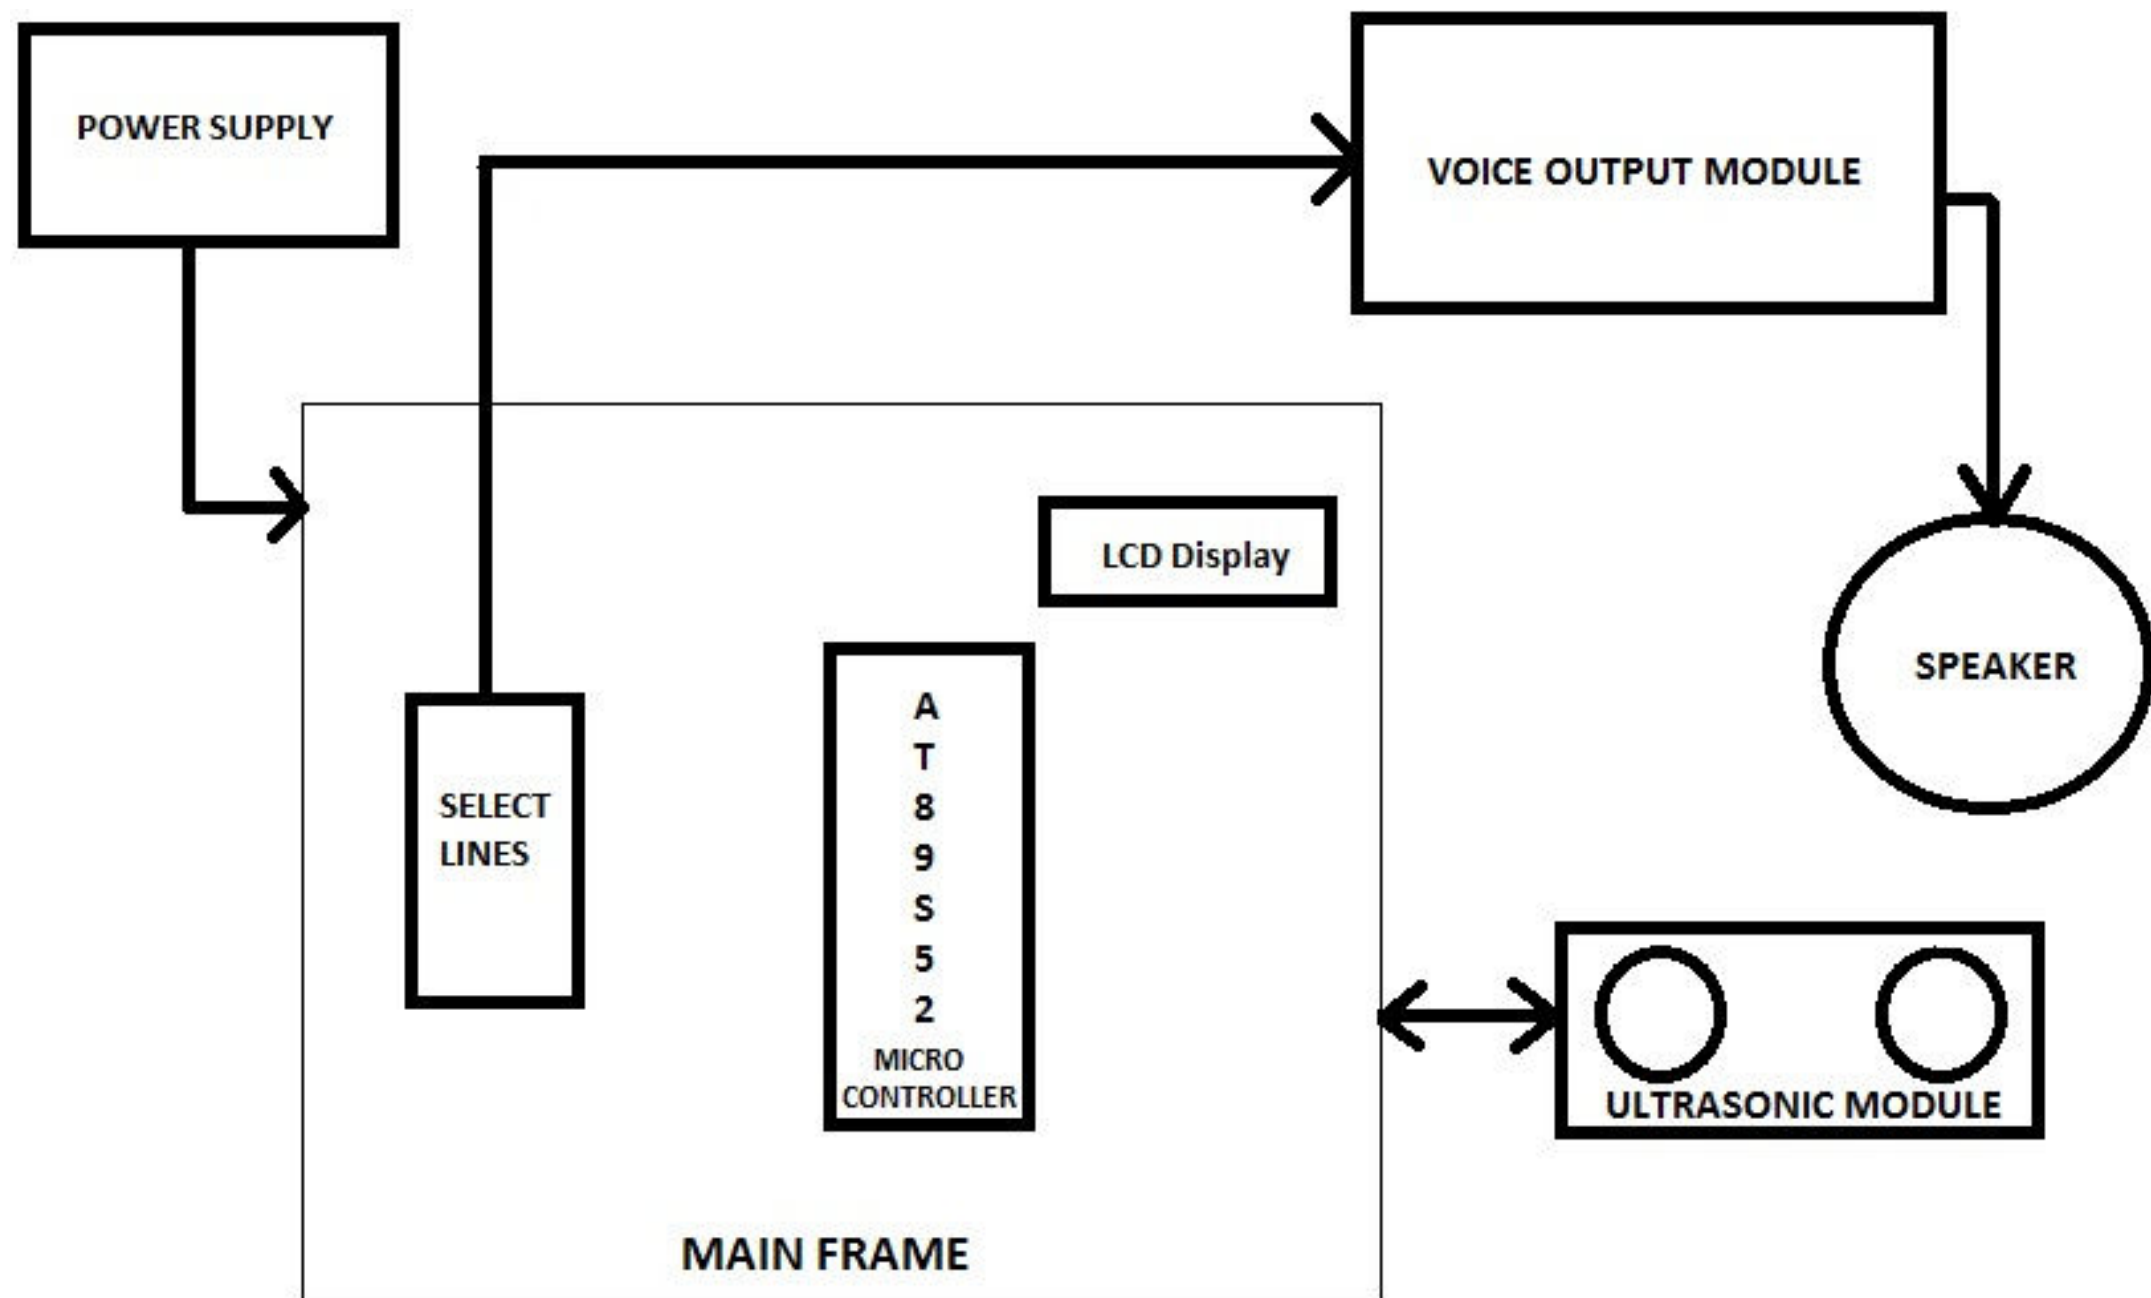 POWER SUPPLY
VOICE OUTPUT MODULE
LCD Display
SPEAKER
SELECT
LINES
A
T
8
9
S
5
2
MICRO
CONTROLLER
ULTRASONIC MODULE
MAIN FRAME